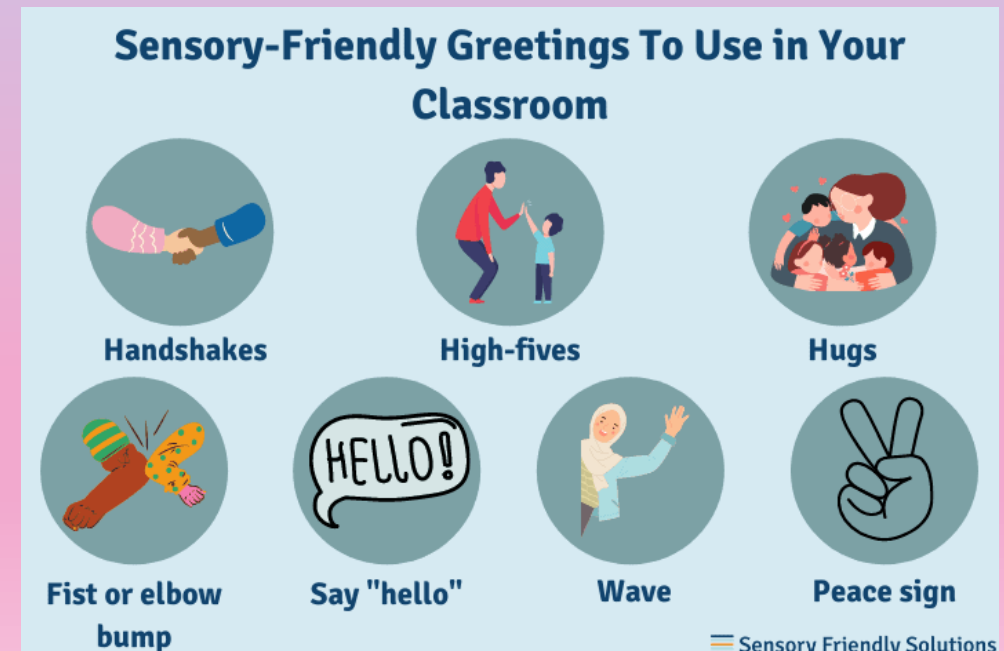 Sensory-Friendly Greetings To Use in Your
Classroom
Handshakes
High-fives
Hugs
HELLO!
Fist or elbow
bump
Say "hello"
Wave
Peace sign
Sensory Friendly Solutions